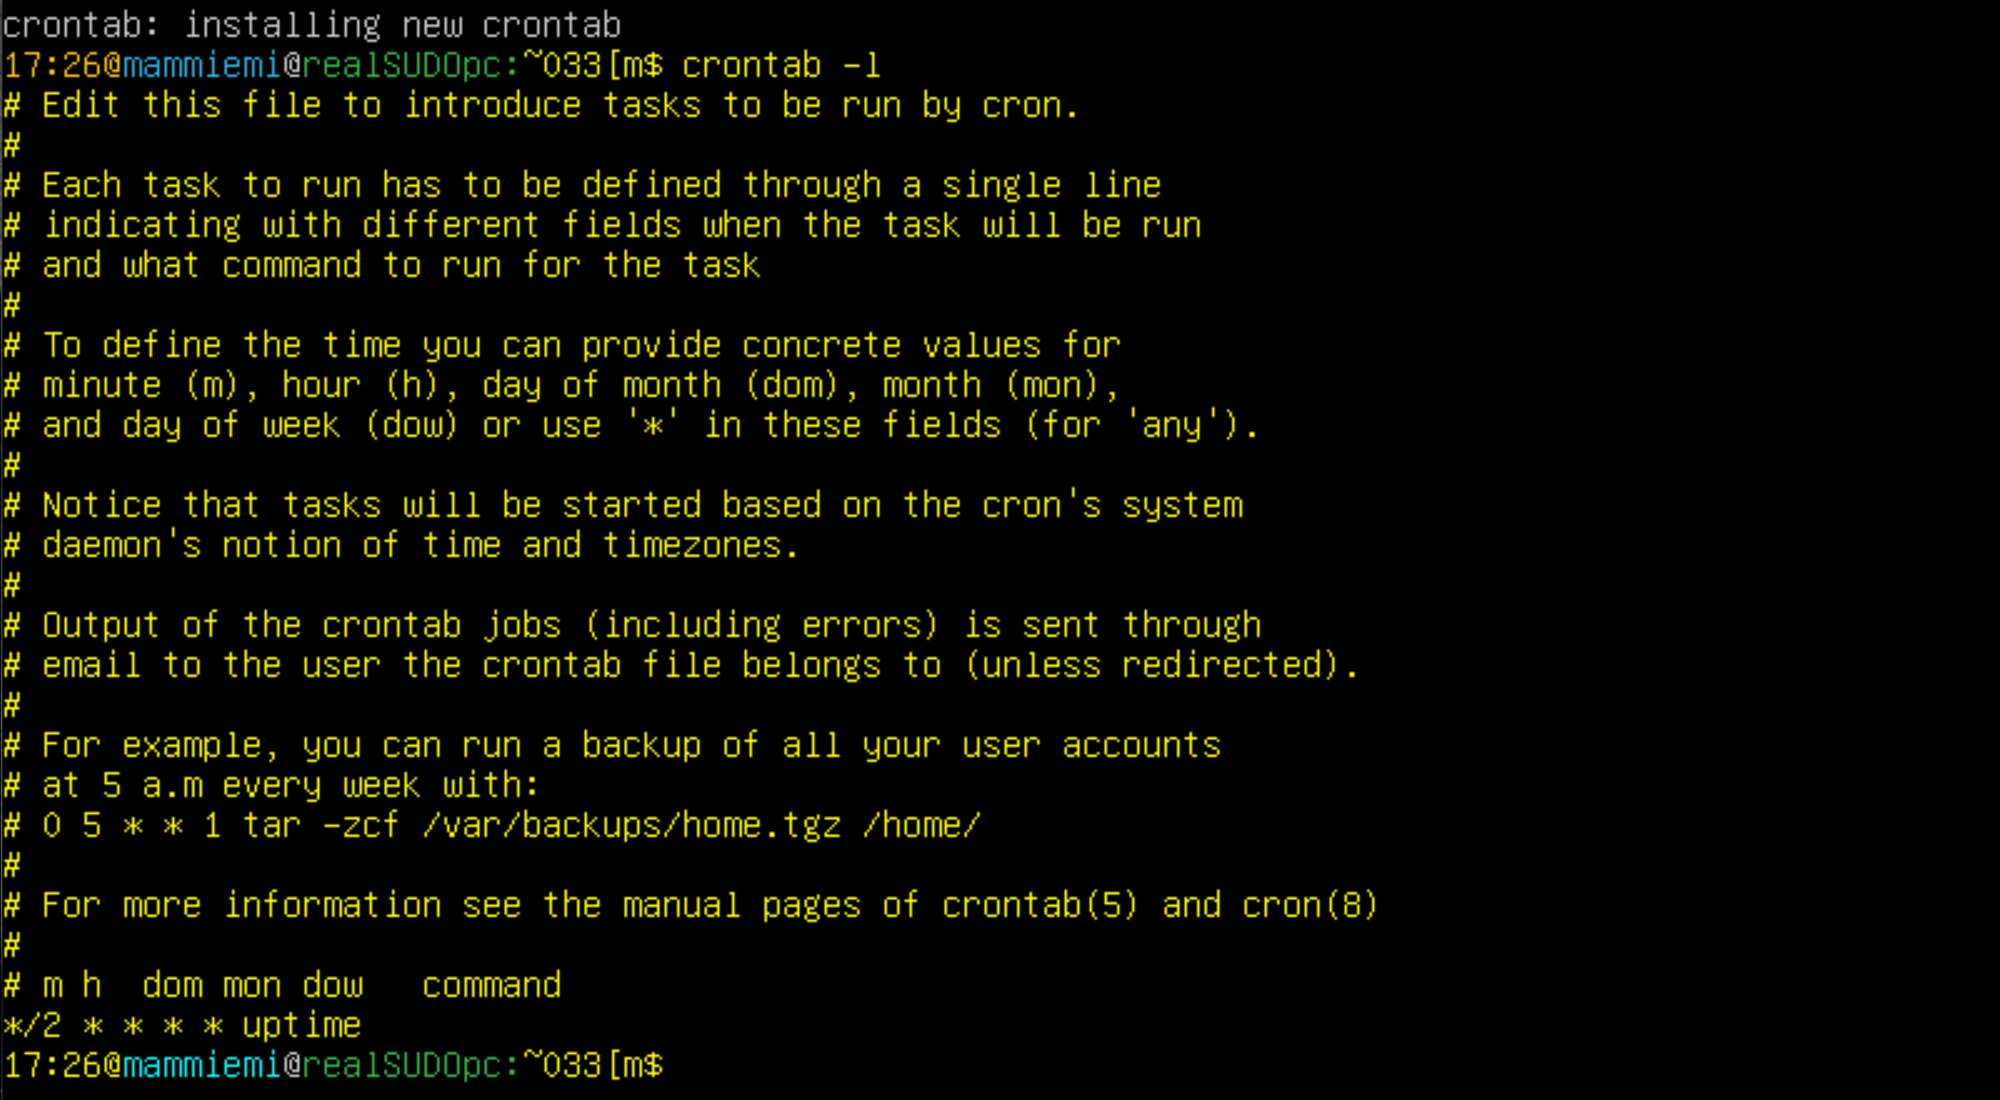 crontab: installing new crontab
17:26@mammiemi@realSUDOpc:~033[m$ crontab -l
# Edit this file to introduce tasks to be run by cron.
#
# Each task to run has to be defined through a single line
# indicating with different fields when the task will be run
# and what command to run for the task
#
# To define the time you can provide concrete values for
# minute (m), hour (h), day of month (dom), month (mon),
# and day of week (dow) or use '*' in these fields (for 'any').
#
# Notice that tasks will be started based on the cron's system
# daemon's notion of time and timezones.
#
# Output of the crontab jobs (including errors) is sent through
# email to the user the crontab file belongs to (unless redirected).
#
# For example, you can run a backup of all your user accounts
# at 5 a.m every week with:
# 0 5 * * 1 tar -zcf /var/backups/home.tgz /home/
#
# For more information see the manual pages of crontab(5) and cron(8)
#
# m h  dom mon dow   command
*/2 * * * * uptime
17:26@mammiemi@realSUDOpc:~033[m$